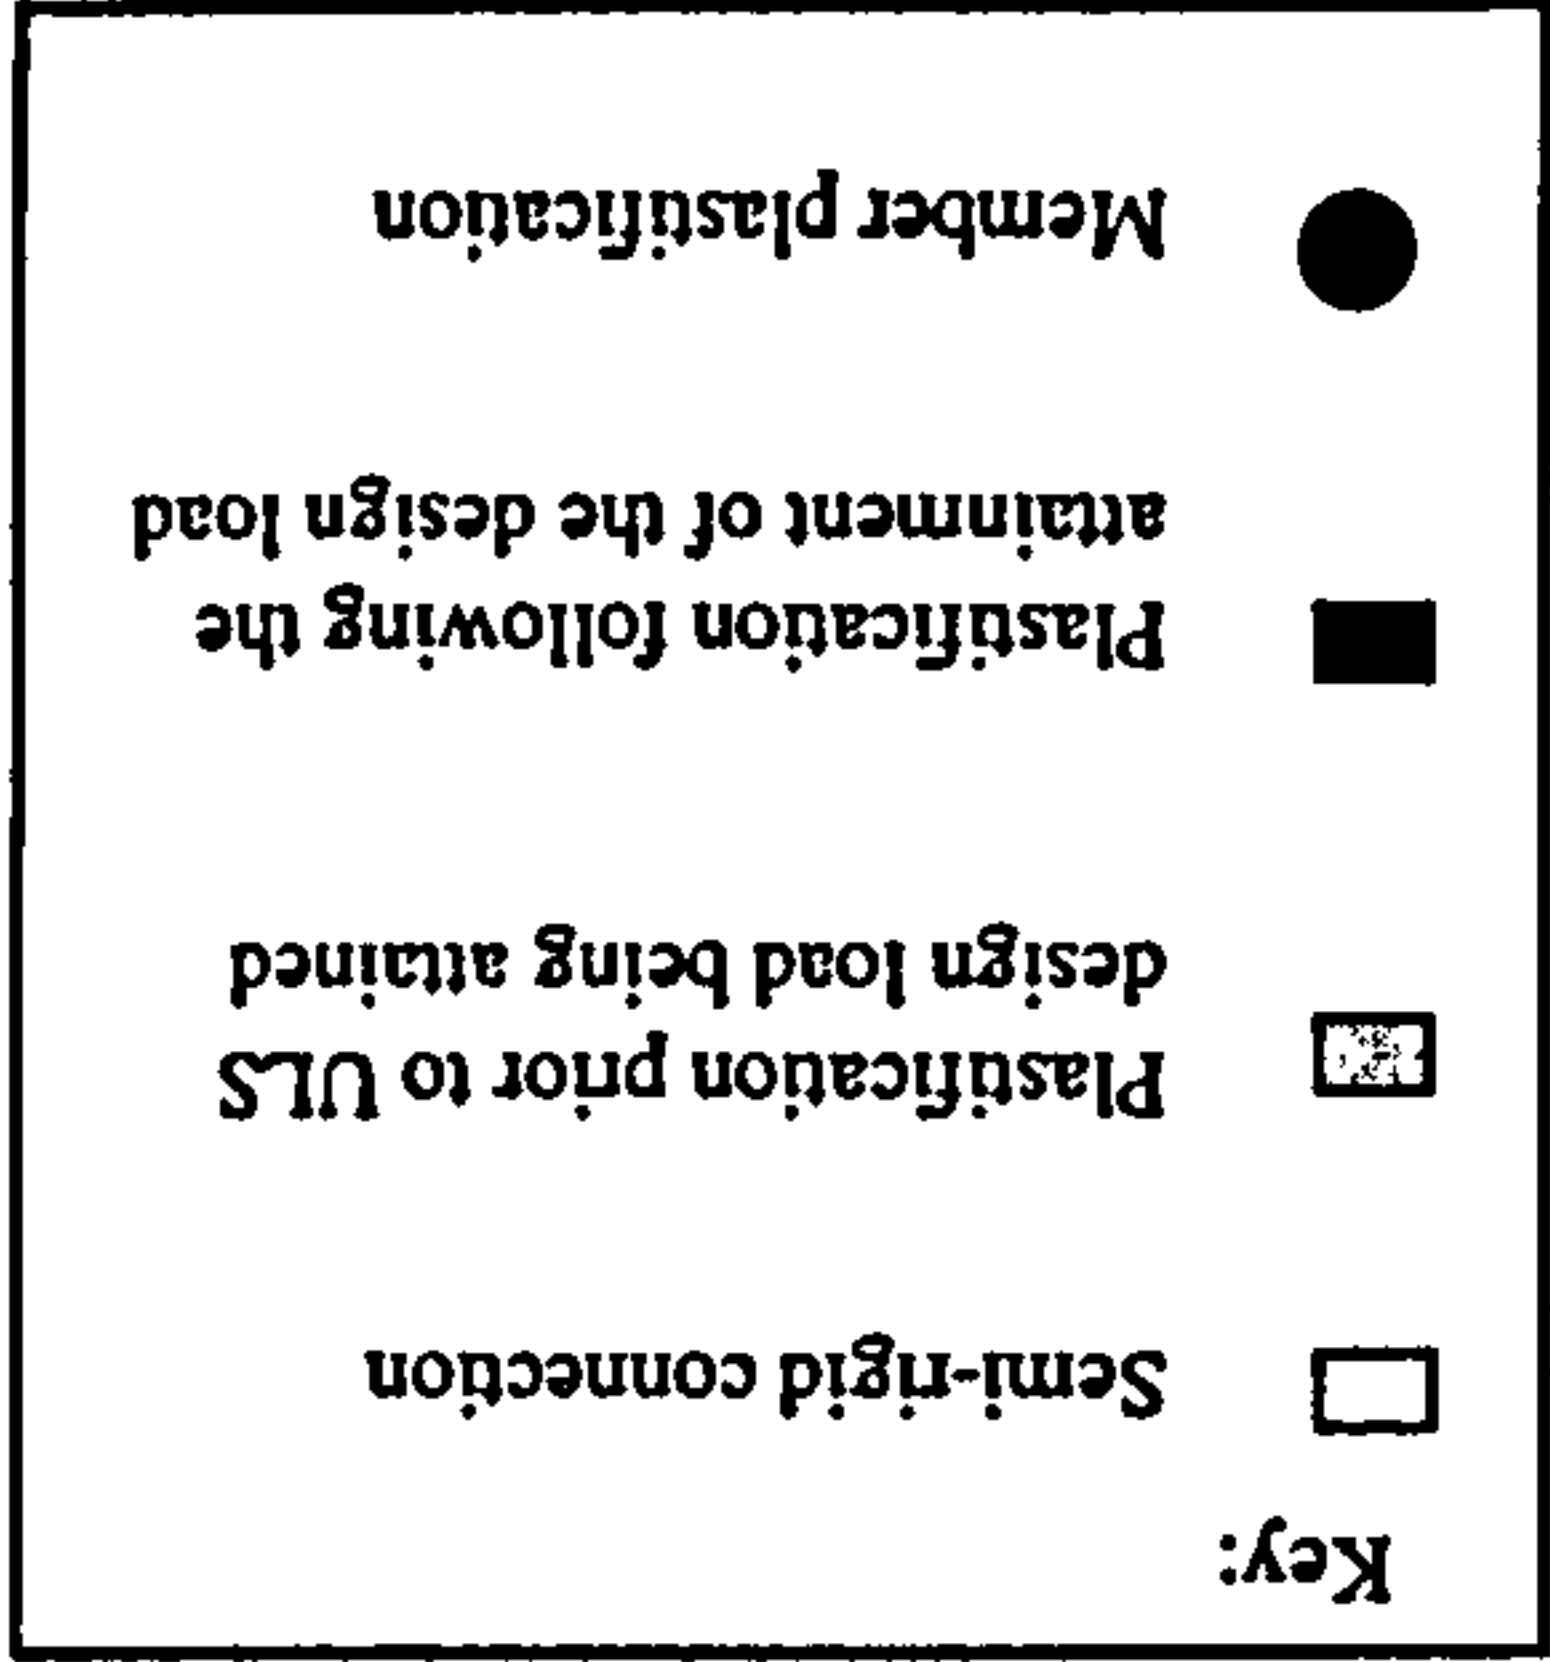 Key:
Semi-rigid connection
Plastification prior to ULS
design load being attained
Plastification following the
attainment of the design load
Member plastification